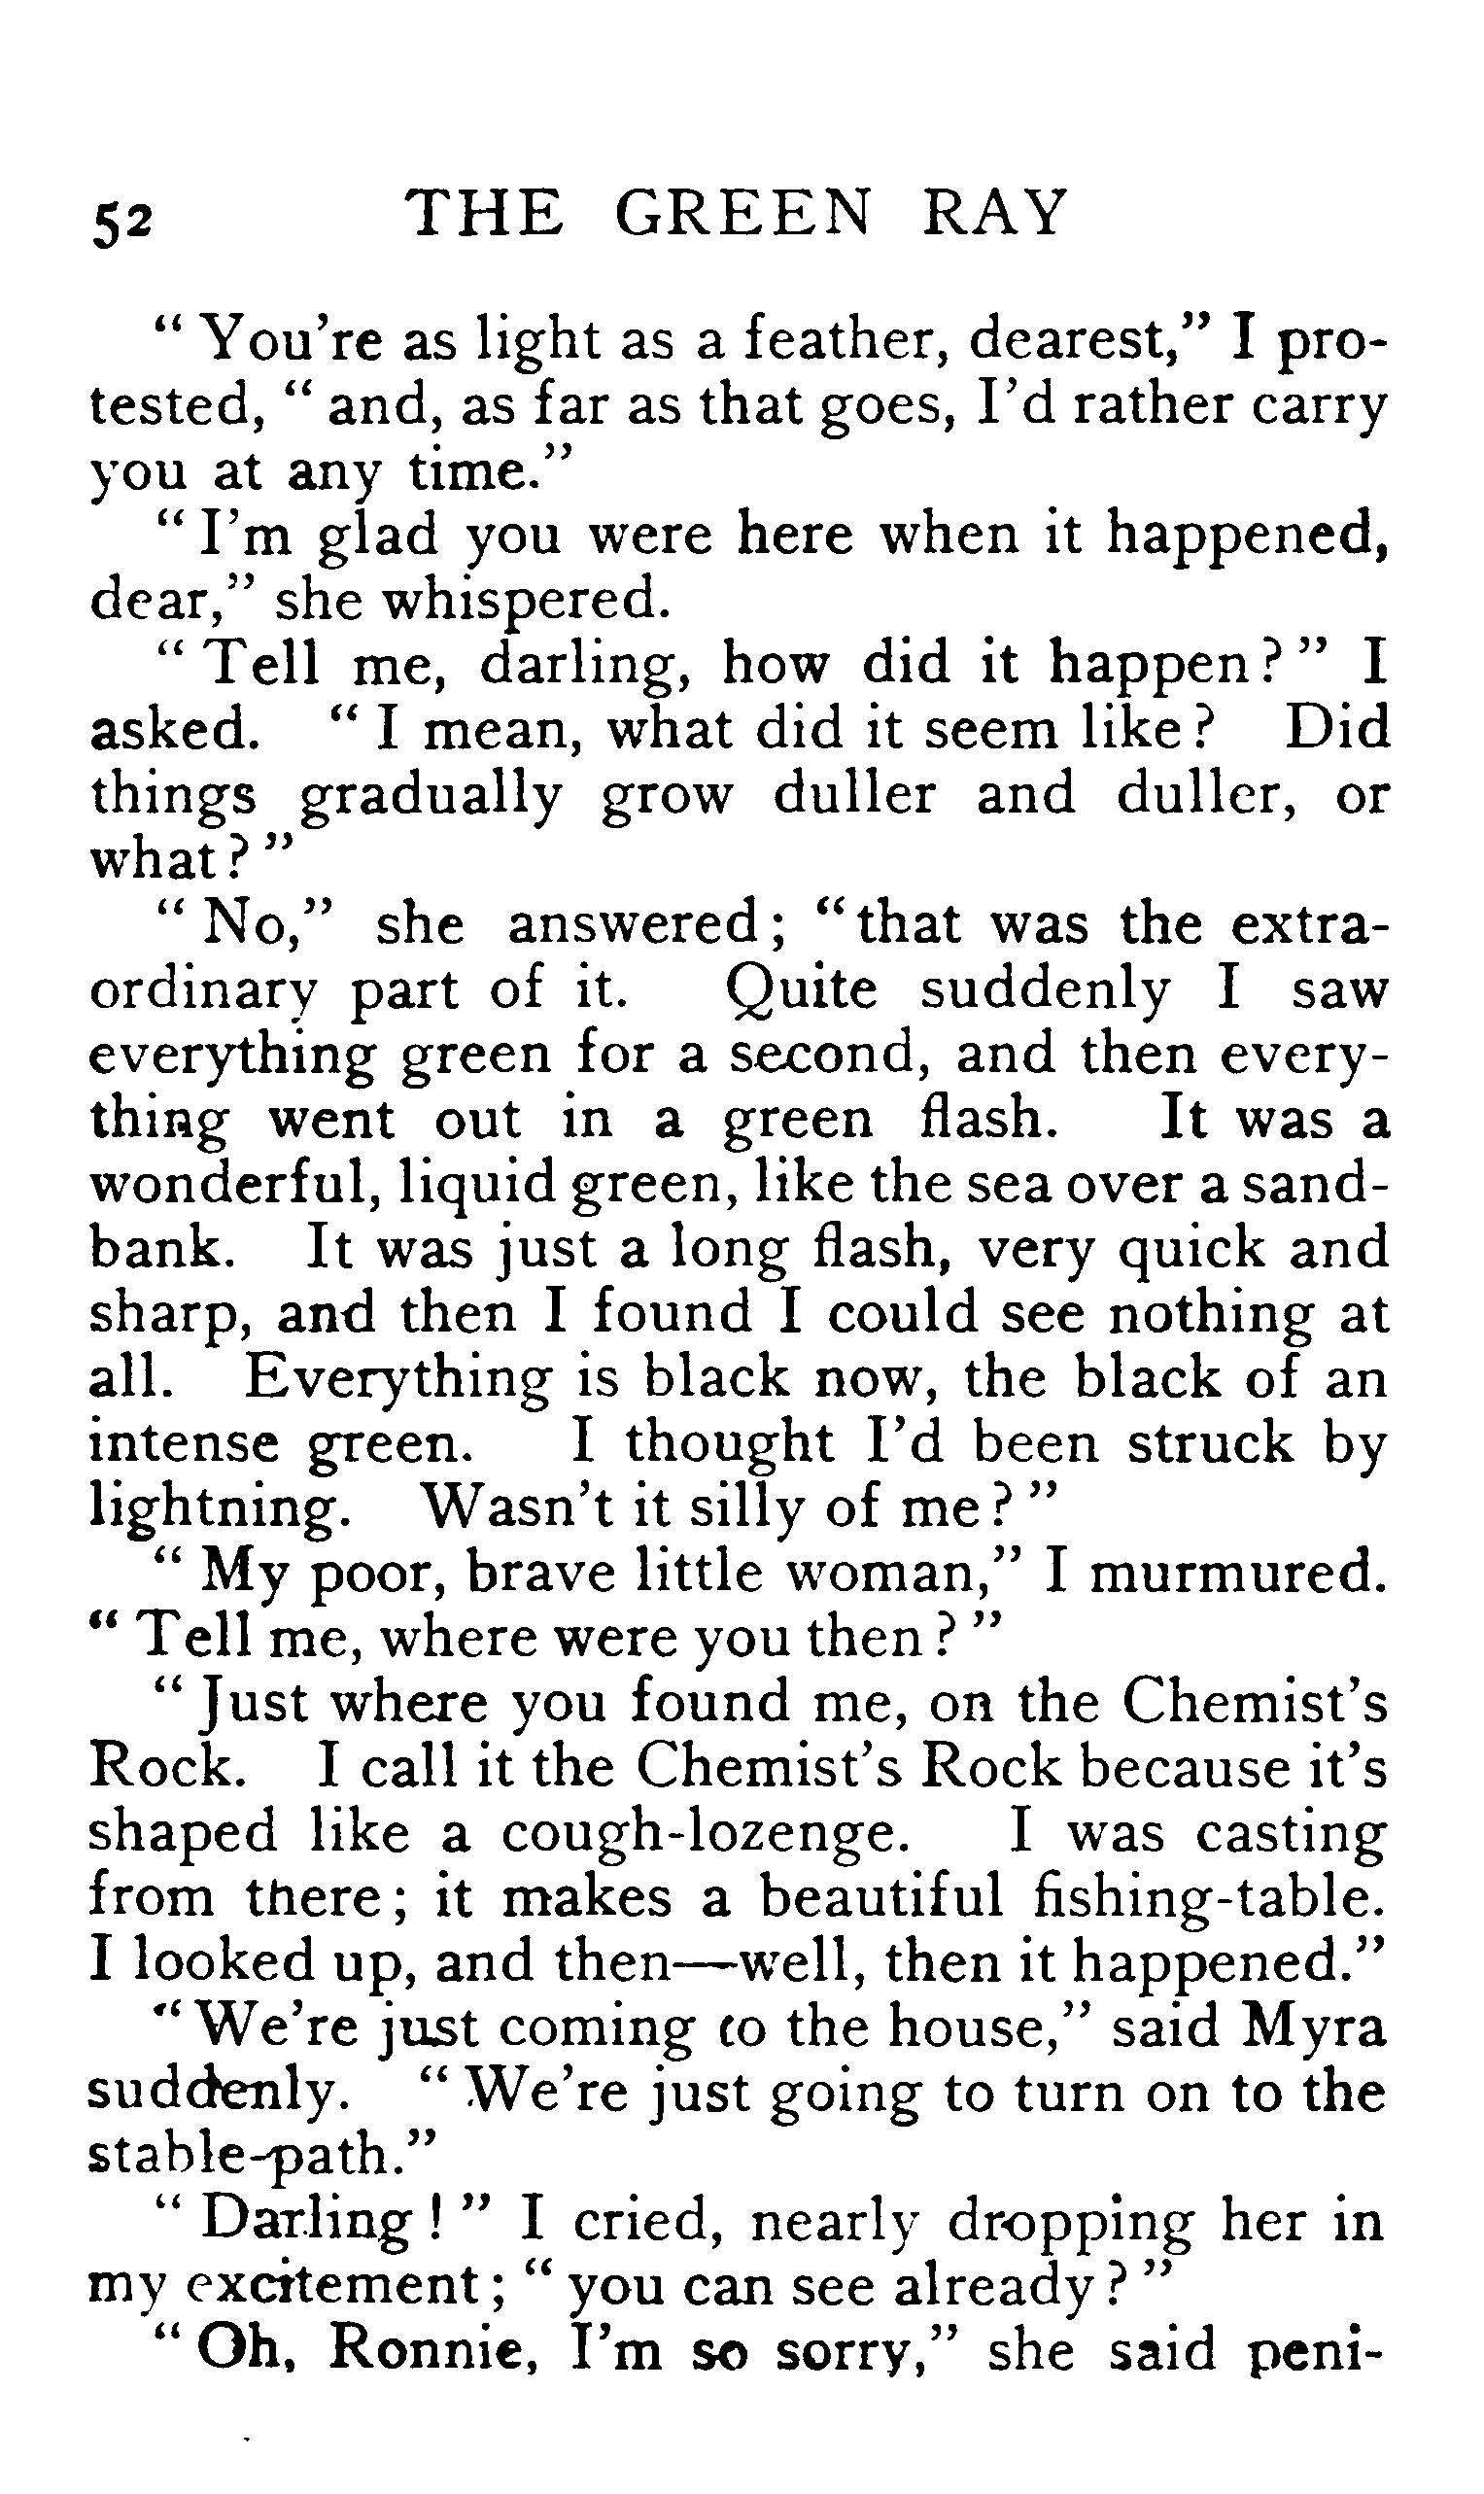 52 THE GREEN RAY
" You're as light as a feather, dearest," I pro-
tested, " and, as far as that goes, I'd rather carry
you at any time."
" I'm glad you were here when it happened,
dear," she whispered.
" Tell me, darling, how did it happen? " I
asked. " I mean, what did it seem like? Did
things gradually grow duller and duller, or
what? "
" No," she answered; "that was the extra-
ordinary part of it. Quite suddenly I saw
everything green for a second, and then every-
thing went out in a green flash. It was a
wonderful, liquid green, like the sea over a sand-
bank. It was just a long flash, very quick and
sharp, and then I found I could see nothing at
all. Everything is black now, the black of an
intense green. I thought I'd been struck by
lightning. Wasn't it silly of me? "
" My poor, brave little woman," I murmured.
" Tell me, where were you then ? "
" Just where you found me, on the Chemist's
Rock. I call it the Chemist's Rock because it's
shaped like a cough-lozenge. I was casting
from there; it makes a beautiful fishing-table.
I looked up, and then—well, then it happened."
" We're just coming to the house," said Myra
suddenly. " We're just going to turn on to the
stable-path."
" Darling ! " I cried, nearly dropping her in
my excitement; " you can see already? "
" Oh, Ronnie, I'm so sorry," she said peni-